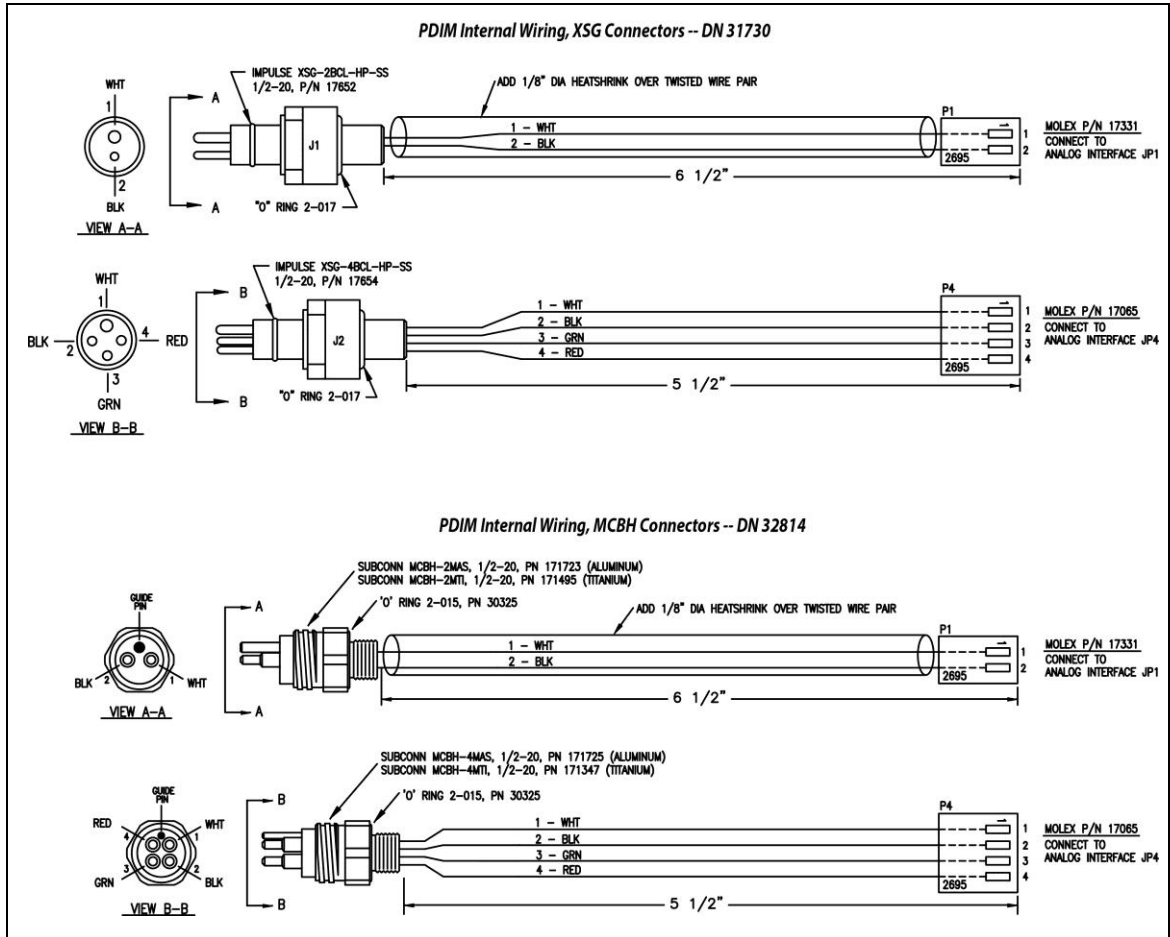 PDIM Internal Wiring, XSG Connectors -- DN 31730
IMPULSE XSG-2BCL-HP-SS
1/2-20, P/N 17652
ADD 1/8" DIA HEATSHRINK OVER TWISTED WIRE PAIR
WHT
1
2
BLK
VIEW A-A
A
A
J1
"O" RING 2-017
1 - WHT
2 - BLK
6 1/2"
P1
1
2
2695
MOLEX P/N 17331
CONNECT TO
ANALOG INTERFACE JP1
IMPULSE XSG-4BCL-HP-SS
1/2-20, P/N 17654
WHT
1
BLK
2
4
RED
3
GRN
VIEW B-B
B
B
J2
"O" RING 2-017
1 - WHT
2 - BLK
3 - GRN
4 - RED
5 1/2"
P4
1
2
3
4
2695
MOLEX P/N 17065
CONNECT TO
ANALOG INTERFACE JP4
PDIM Internal Wiring, MCBH Connectors -- DN 32814
SUBCONN MCBH-2MAS, 1/2-20, PN 171723 (ALUMINUM)
SUBCONN MCBH-2MTI, 1/2-20, PN 171495 (TITANIUM)
'O' RING 2-015, PN 30325
ADD 1/8" DIA HEATSHRINK OVER TWISTED WIRE PAIR
GUIDE
PIN
BLK
2
1
WHT
VIEW A-A
A
A
1 - WHT
2 - BLK
6 1/2"
P1
1
2
2695
MOLEX P/N 17331
CONNECT TO
ANALOG INTERFACE JP1
SUBCONN MCBH-4MAS, 1/2-20, PN 171725 (ALUMINUM)
SUBCONN MCBH-4MTI, 1/2-20, PN 171347 (TITANIUM)
'O' RING 2-015, PN 30325
GUIDE
PIN
RED
4
1
WHT
GRN
3
2
BLK
VIEW B-B
B
B
1 - WHT
2 - BLK
3 - GRN
4 - RED
5 1/2"
P4
1
2
3
4
2695
MOLEX P/N 17065
CONNECT TO
ANALOG INTERFACE JP4